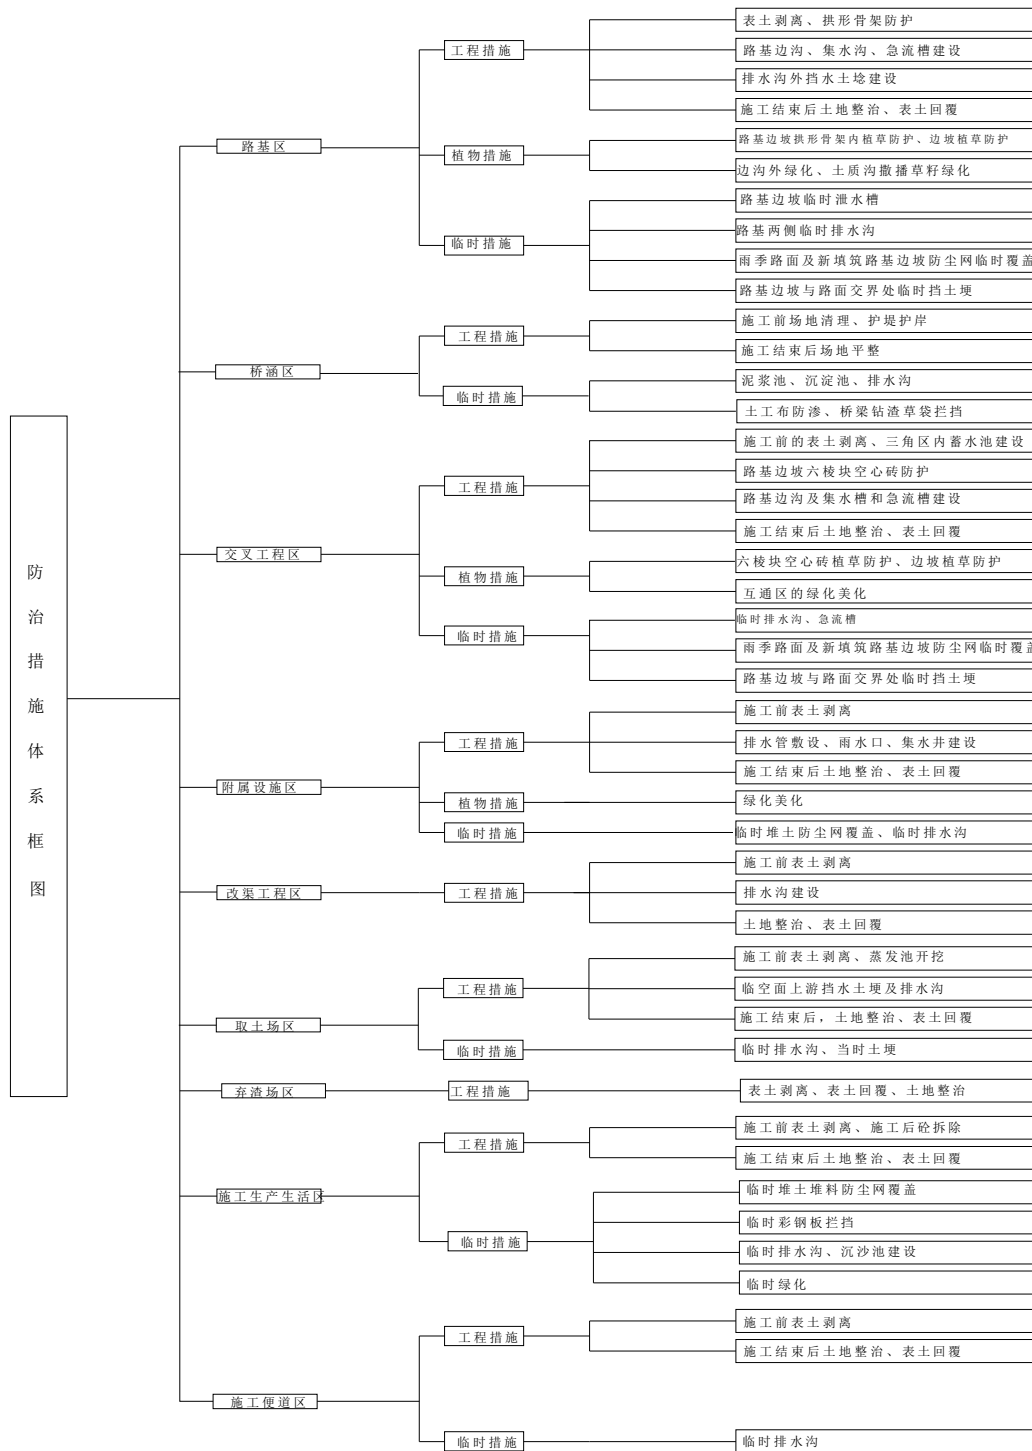 防治措施体系框图
路基区
工程措施
表土剥离、拱形骨架防护
路基边沟、集水沟、急流槽建设
排水沟外挡水土埝建设
施工结束后土地整治、表土回覆
植物措施
路基边坡拱形骨架内植草防护、边坡植草防护
边沟外绿化、土质沟撒播草籽绿化
临时措施
路基边坡临时泄水槽
路基两侧临时排水沟
雨季路面及新填筑路基边坡防尘网临时覆盖
路基边坡与路面交界处临时挡土埂
桥涵区
工程措施
施工前场地清理、护堤护岸
施工结束后场地平整
临时措施
泥浆池、沉淀池、排水沟
土工布防渗、桥梁钻渣草袋拦挡
交叉工程区
工程措施
施工前的表土剥离、三角区内蓄水池建设
路基边坡六棱块空心砖防护
路基边沟及集水槽和急流槽建设
施工结束后土地整治、表土回覆
植物措施
六棱块空心砖植草防护、边坡植草防护
互通区的绿化美化
临时措施
临时排水沟、急流槽
雨季路面及新填筑路基边坡防尘网临时覆盖
路基边坡与路面交界处临时挡土埂
附属设施区
工程措施
施工前表土剥离
排水管敷设、雨水口、集水井建设
施工结束后土地整治、表土回覆
植物措施
绿化美化
临时措施
临时堆土防尘网覆盖、临时排水沟
改渠工程区
工程措施
施工前表土剥离
排水沟建设
土地整治、表土回覆
取土场区
工程措施
施工前表土剥离、蒸发池开挖
临空面上游挡水土埂及排水沟
施工结束后，土地整治、表土回覆
临时措施
临时排水沟、当时土埂
弃渣场区
工程措施
表土剥离、表土回覆、土地整治
施工生产生活区
工程措施
施工前表土剥离、施工后砼拆除
施工结束后土地整治、表土回覆
临时措施
临时堆土堆料防尘网覆盖
临时彩钢板拦挡
临时排水沟、沉沙池建设
临时绿化
施工便道区
工程措施
施工前表土剥离
施工结束后土地整治、表土回覆
临时措施
临时排水沟